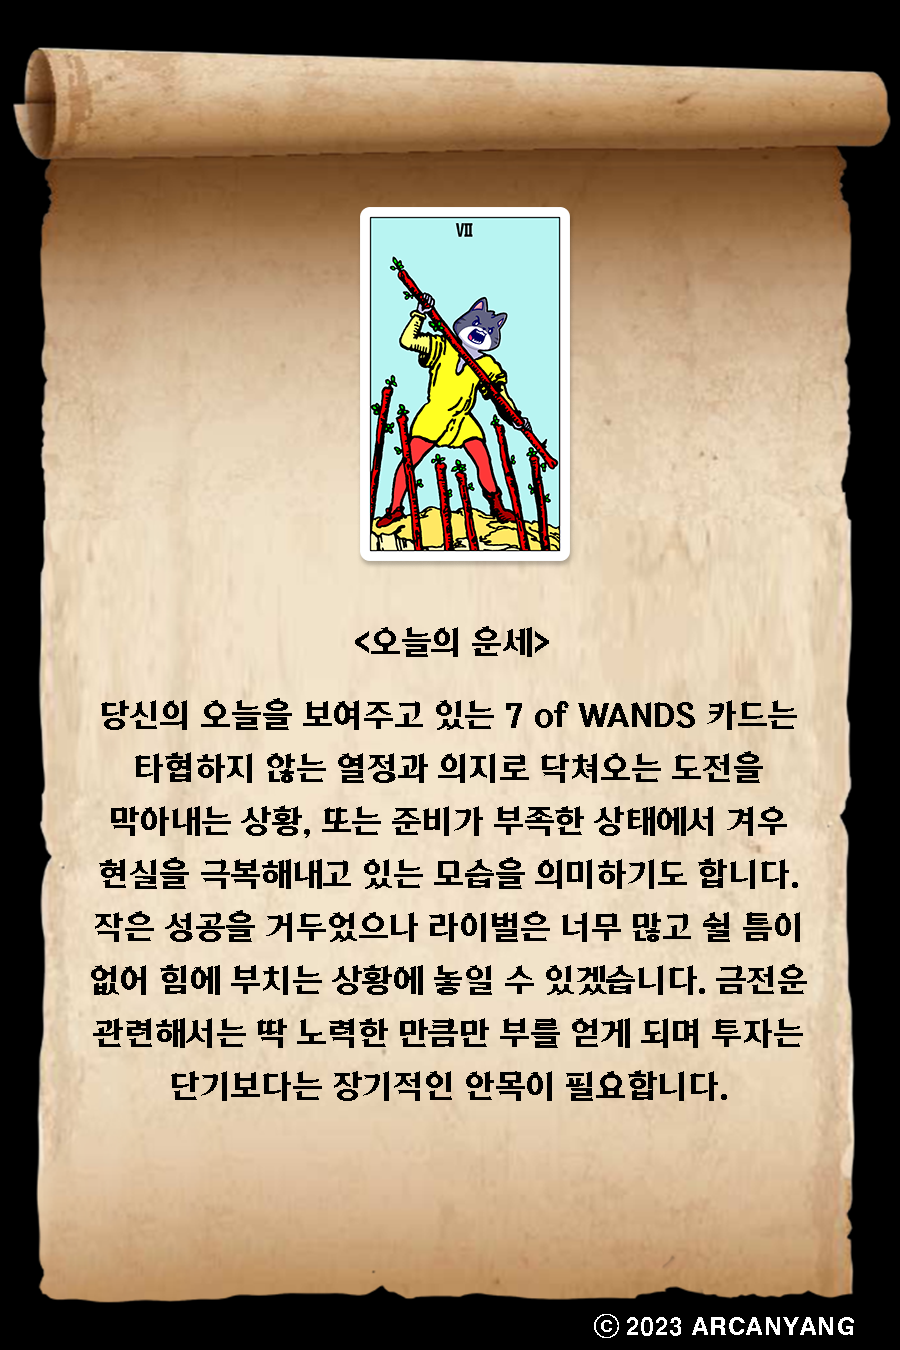 VII
<오늘의 운세>
당신의 오늘을 보여주고 있는 7 of WANDS 카드는
타협하지 않는 열정과 의지로 닥쳐오는 도전을
막아내는 상황, 또는 준비가 부족한 상태에서 겨우
현실을 극복해내고 있는 모습을 의미하기도 합니다.
작은 성공을 거두었으나 라이벌은 너무 많고 쉴 틈이
없어 힘에 부치는 상황에 놓일 수 있겠습니다. 금전운
관련해서는 딱 노력한 만큼만 부를 얻게 되며 투자는
단기보다는 장기적인 안목이 필요합니다.
ⓒ 2023 ARCANYANG